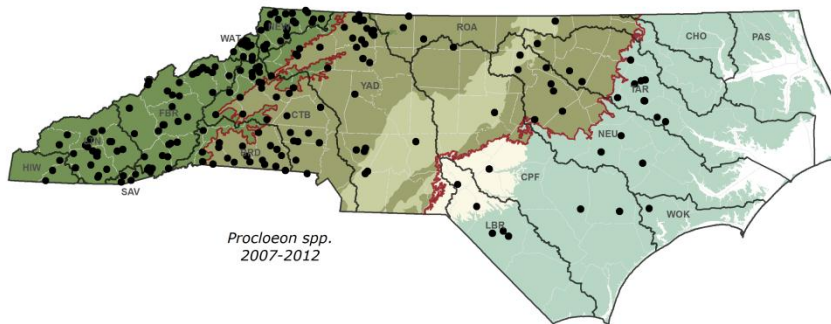 NEW
WAT
ROA
CHO
PAS
YAD
TAR
FBR
CTB
NEU
HIW
BRD
CPF
SAV
LBR
WOK
Procloeon spp.
2007-2012